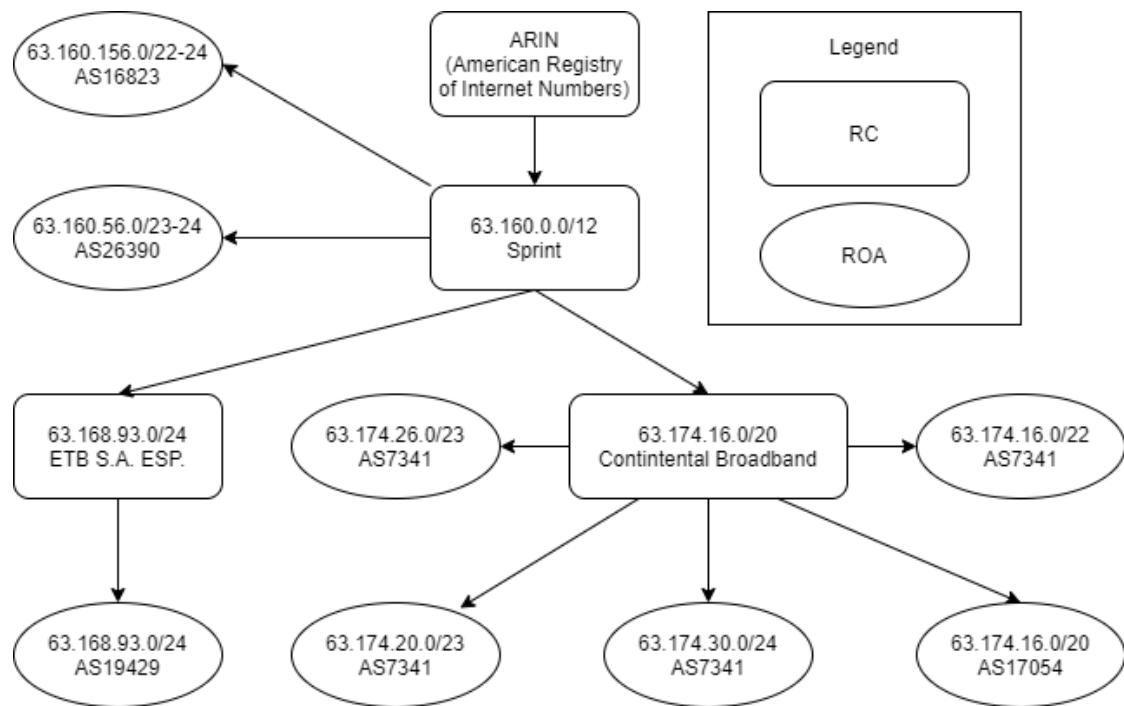 63.160.156.0/22-24
AS16823
ARIN
(American Registry
of Internet Numbers)
Legend
RC
63.160.56.0/23-24
AS26390
63.160.0.0/12
Sprint
ROA
63.168.93.0/24
ETB S.A. ESP.
63.174.26.0/23
AS7341
63.174.16.0/20
Contintental Broadband
63.174.16.0/22
AS7341
63.168.93.0/24
AS19429
63.174.20.0/23
AS7341
63.174.30.0/24
AS7341
63.174.16.0/20
AS17054